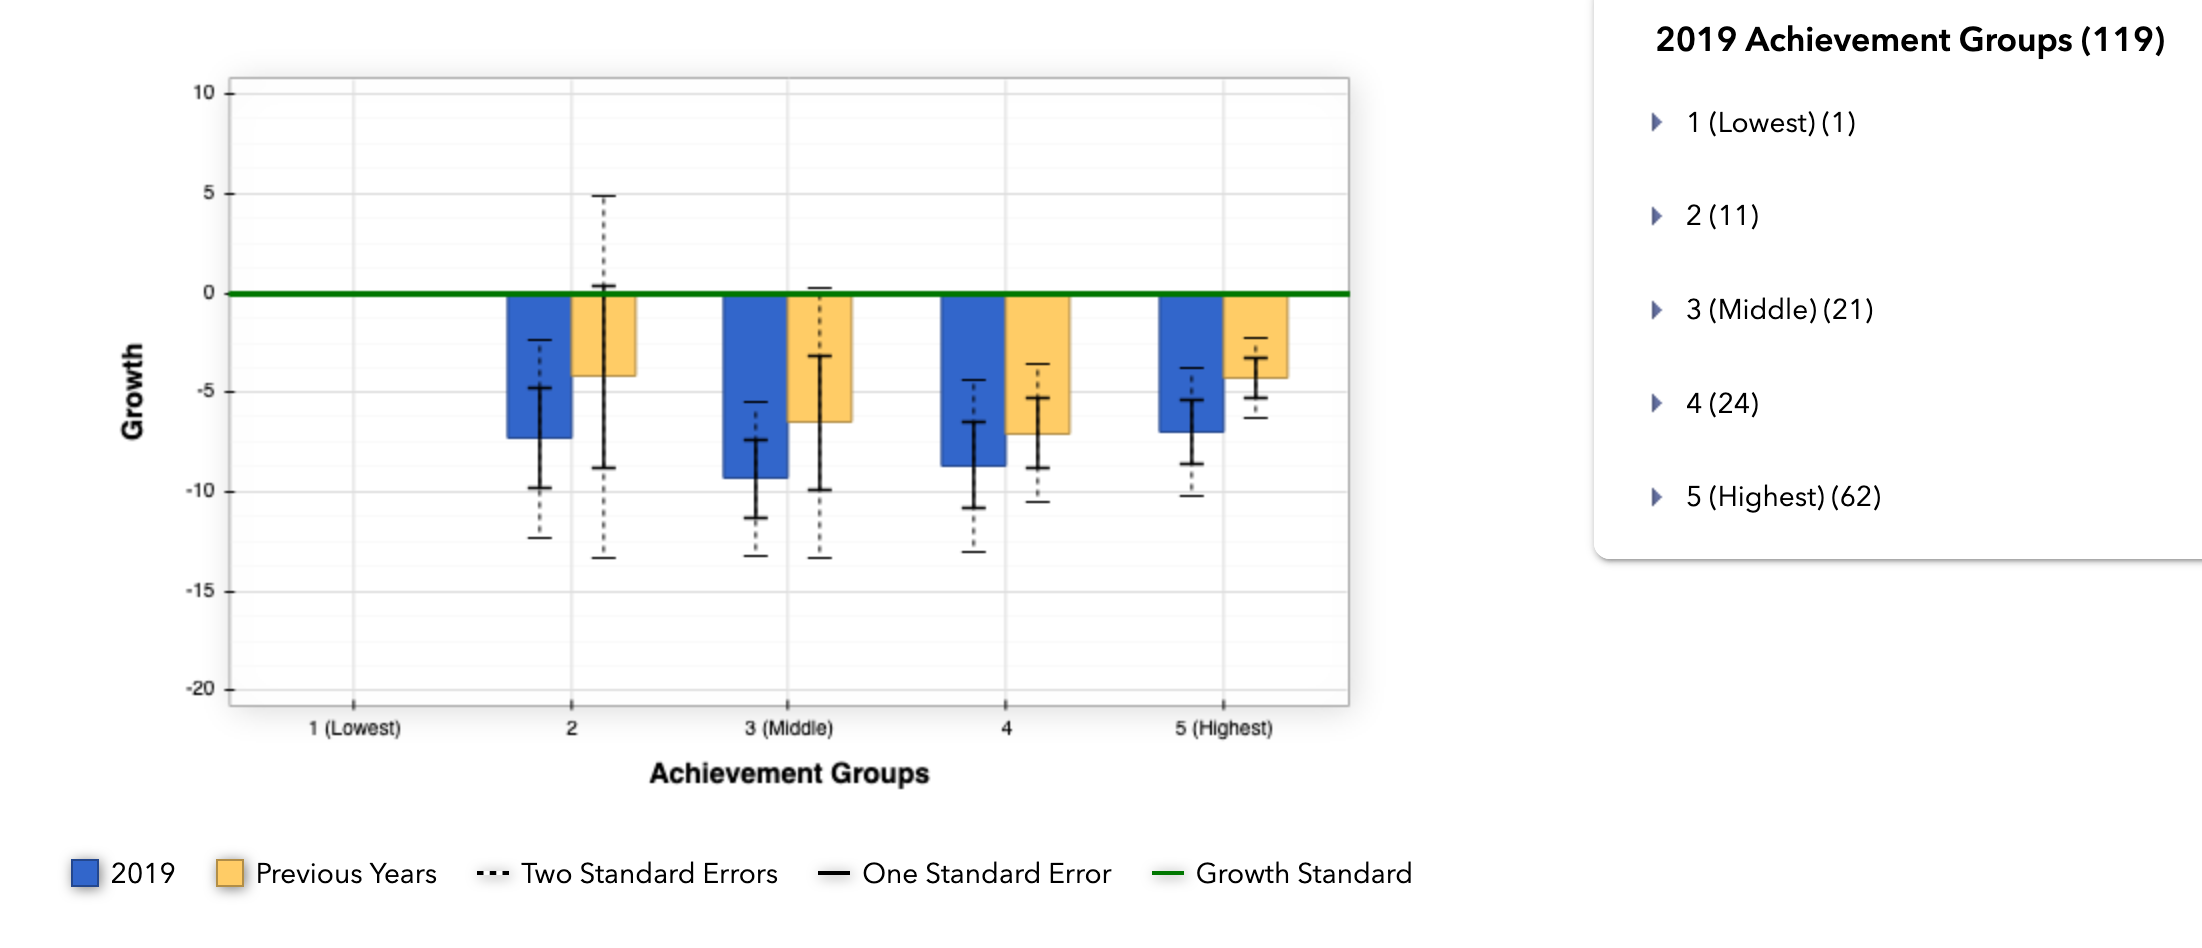 2019 Achievement Groups (119)
1 (Lowest) (1)
2 (11)
3 (Middle) (21)
4 (24)
5 (Highest) (62)
10
5
0
-5
-10
-15
-20
Growth
1 (Lowest)
2
3 (Middle)
4
5 (Highest)
Achievement Groups
2019
Previous Years
Two Standard Errors
One Standard Error
Growth Standard